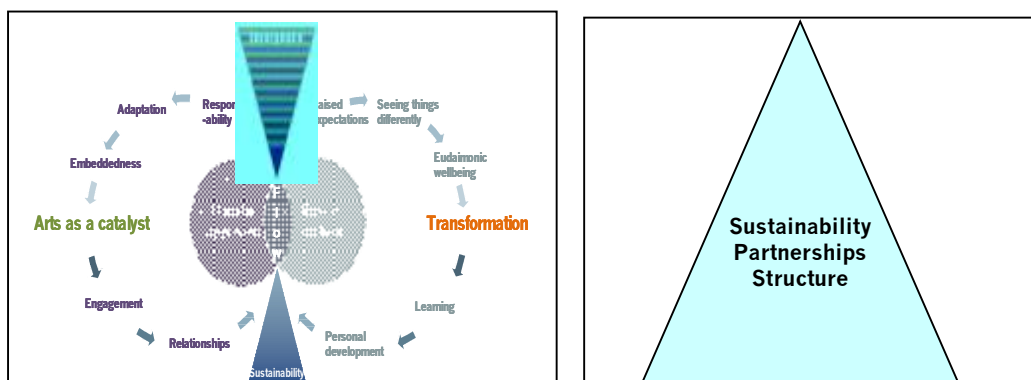 Adaptation
Respon
-ability
aised
xpectations
Seeing things
differently
Embeddedness
Eudaimonic
wellbeing
Arts as a catalyst
Transformation
Engagement
Learning
Relationships
Personal
development
Sustainability
Sustainability
Partnerships
Structure